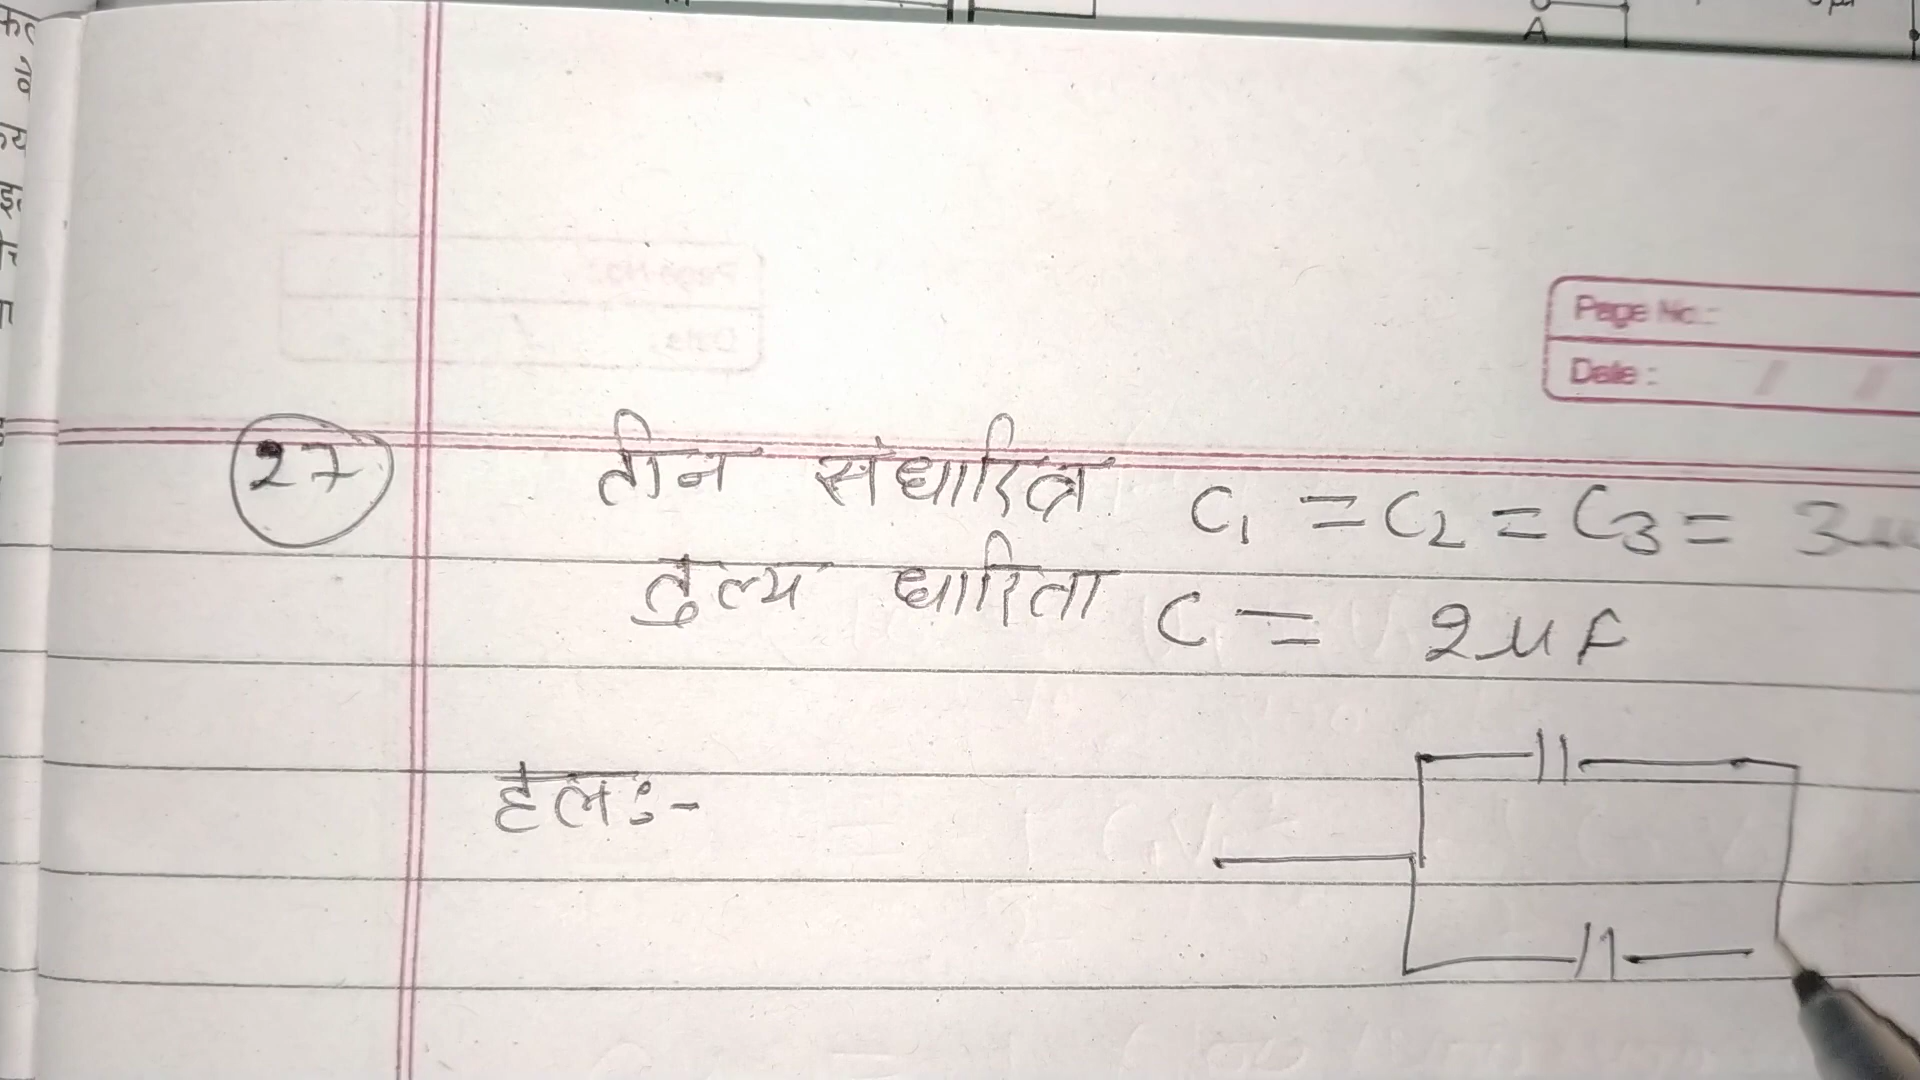 A
Page No.:
Date: / /
27 तीन संधारित्र C₁ = C₂ = C₃ = 3
तुल्य धारिता C = 2μF
हलः-